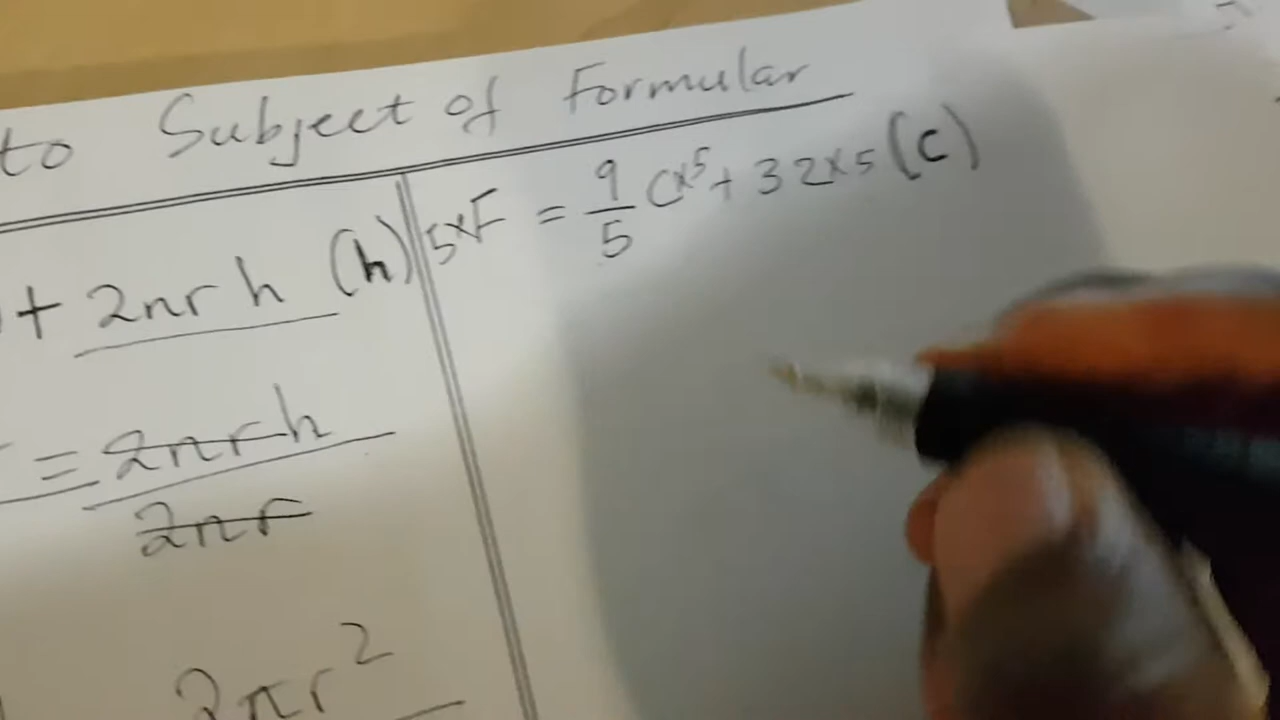 to Subject of Formular
+ 2πr h (h)
= 2πrh
2πr
2πr²
5×F = 9/5 C×5 + 32×5 (C)